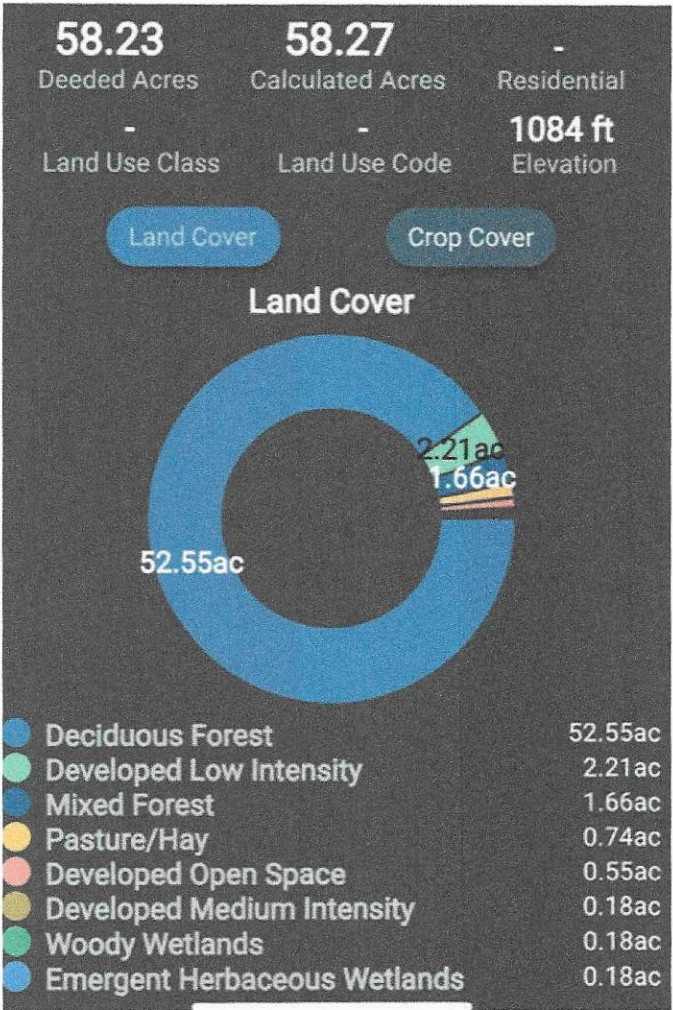 58.23 58.27 -
Deeded Acres Calculated Acres Residential
- - 1084 ft
Land Use Class Land Use Code Elevation
Land Cover Crop Cover
Land Cover
2.21ac
1.66ac
52.55ac
Deciduous Forest 52.55ac
Developed Low Intensity 2.21ac
Mixed Forest 1.66ac
Pasture/Hay 0.74ac
Developed Open Space 0.55ac
Developed Medium Intensity 0.18ac
Woody Wetlands 0.18ac
Emergent Herbaceous Wetlands 0.18ac